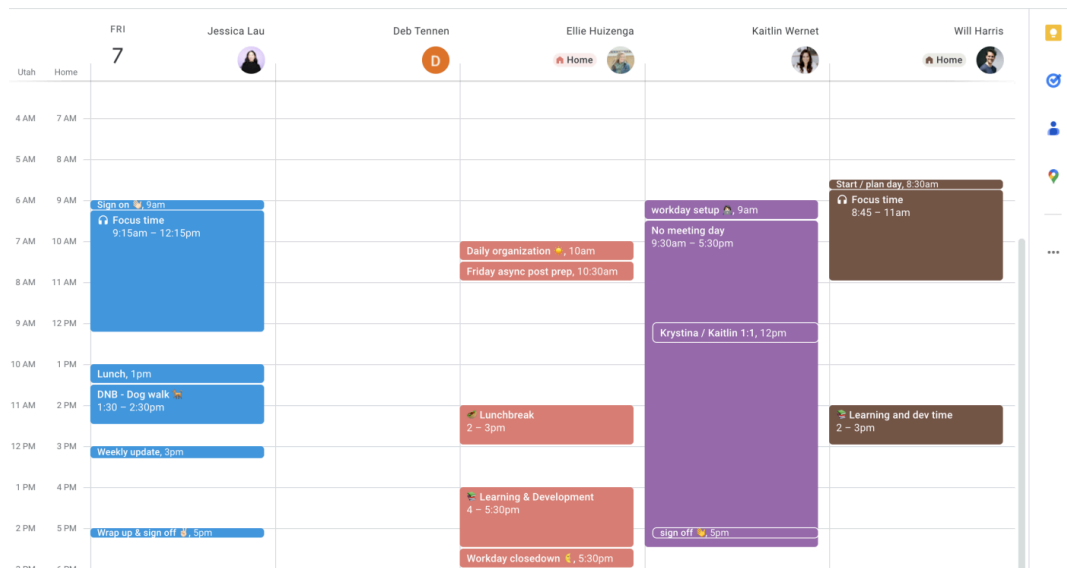 FRI
7
Jessica Lau
Deb Tennen
D
Ellie Huizenga
Home
Kaitlin Wernet
Will Harris
Home
Utah Home
4 AM 7 AM
5 AM 8 AM
6 AM 9 AM
7 AM 10 AM
8 AM 11 AM
9 AM 12 PM
10 AM 1 PM
11 AM 2 PM
12 PM 3 PM
1 PM 4 PM
2 PM 5 PM
Sign on 👋🏻, 9am
Focus time
9:15am – 12:15pm
Lunch, 1pm
DNB - Dog walk 🐕
1:30 – 2:30pm
Weekly update, 3pm
Wrap up & sign off ✌🏻, 5pm
Daily organization, 10am
Friday async post prep, 10:30am
Lunchbreak
2 – 3pm
📚 Learning & Development
4 – 5:30pm
Workday closedown, 5:30pm
workday setup, 9am
No meeting day
9:30am – 5:30pm
Krystina / Kaitlin 1:1, 12pm
sign off 👏, 5pm
Start / plan day, 8:30am
Focus time
8:45 – 11am
Learning and dev time
2 – 3pm